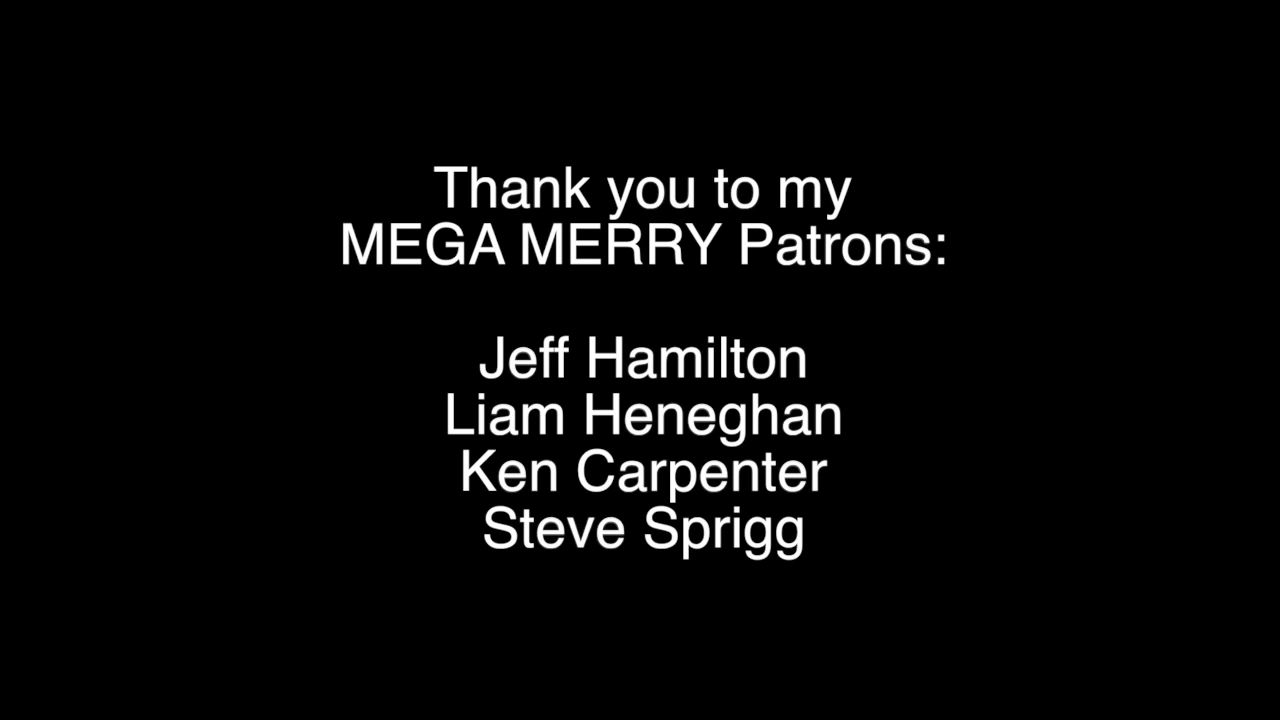 Thank you to my
MEGA MERRY Patrons:
Jeff Hamilton
Liam Heneghan
Ken Carpenter
Steve Sprigg